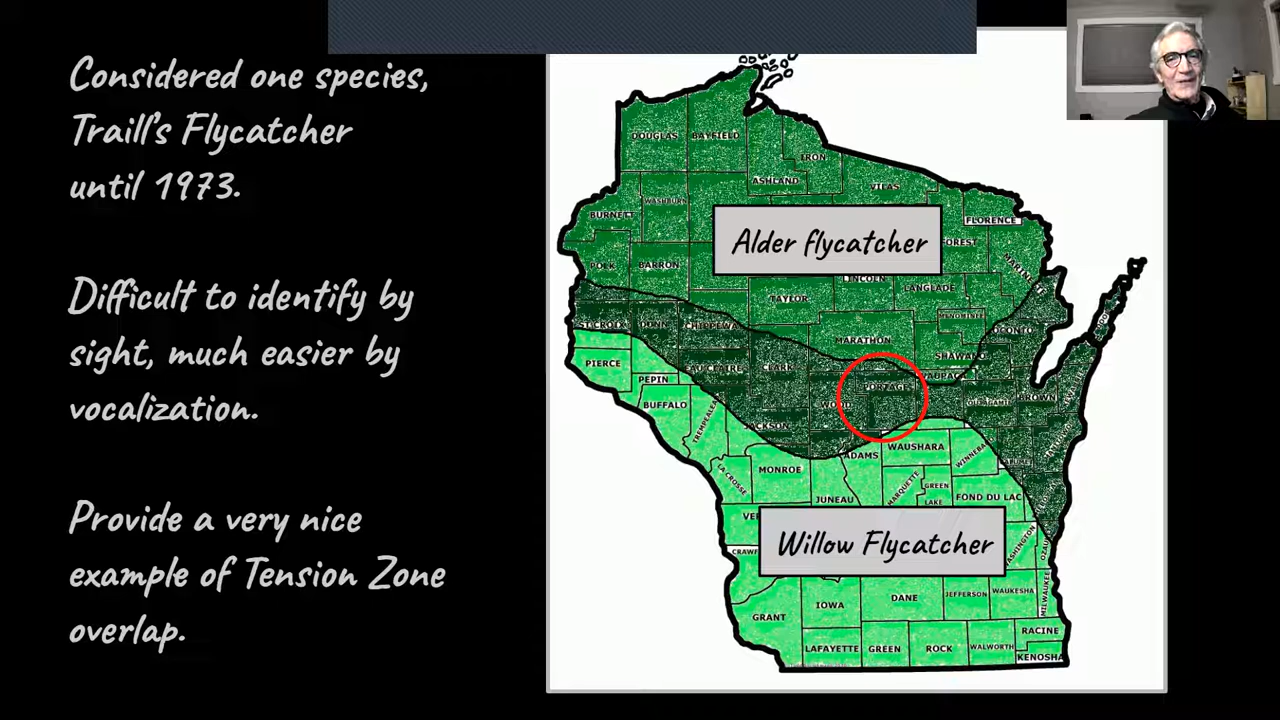 Considered one species,
Traill's Flycatcher
until 1973.
Difficult to identify by
sight, much easier by
vocalization.
Provide a very nice
example of Tension Zone
overlap.
DOUGLAS
BAYFIELD
IRON
ASHLAND
VILAS
WASHBURN
BURNETT
FLORENCE
Alder flycatcher
POLK
BARRON
LINCOLN
LANGLADE
TAYLOR
ST CROIX
DUNN
CHIPPEWA
OCONTO
MARATHON
SHAWANO
PIERCE
EAU CLAIRE
CLARK
PEPIN
PORTAGE
BROWN
BUFFALO
JACKSON
WAUSHARA
ADAMS
MONROE
LA CROSSE
MARQUETTE
GREEN
LAKE
FOND DU LAC
JUNEAU
Willow Flycatcher
GRANT
IOWA
DANE
JEFFERSON
WAUKESHA
MILWAUKEE
LAFAYETTE
GREEN
ROCK
WALWORTH
RACINE
KENOSHA